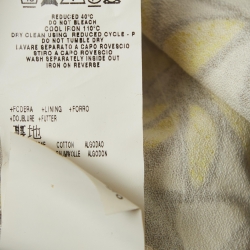 REDUCED 40°C
DO NOT BLEACH
COOL IRON 110°C
DRY CLEAN USING REDUCED CYCLE - P
DO NOT TUMBLE DRY
LAVARE SEPARATO A CAPO ROVESCIO
STIRO A CAPO ROVESCIO
WASH SEPARATELY INSIDE OUT
IRON ON REVERSE
+FODERA +LINING +FORRO
+DOUBLURE +FUTTER
COTTON ALGODAO
ALGODON